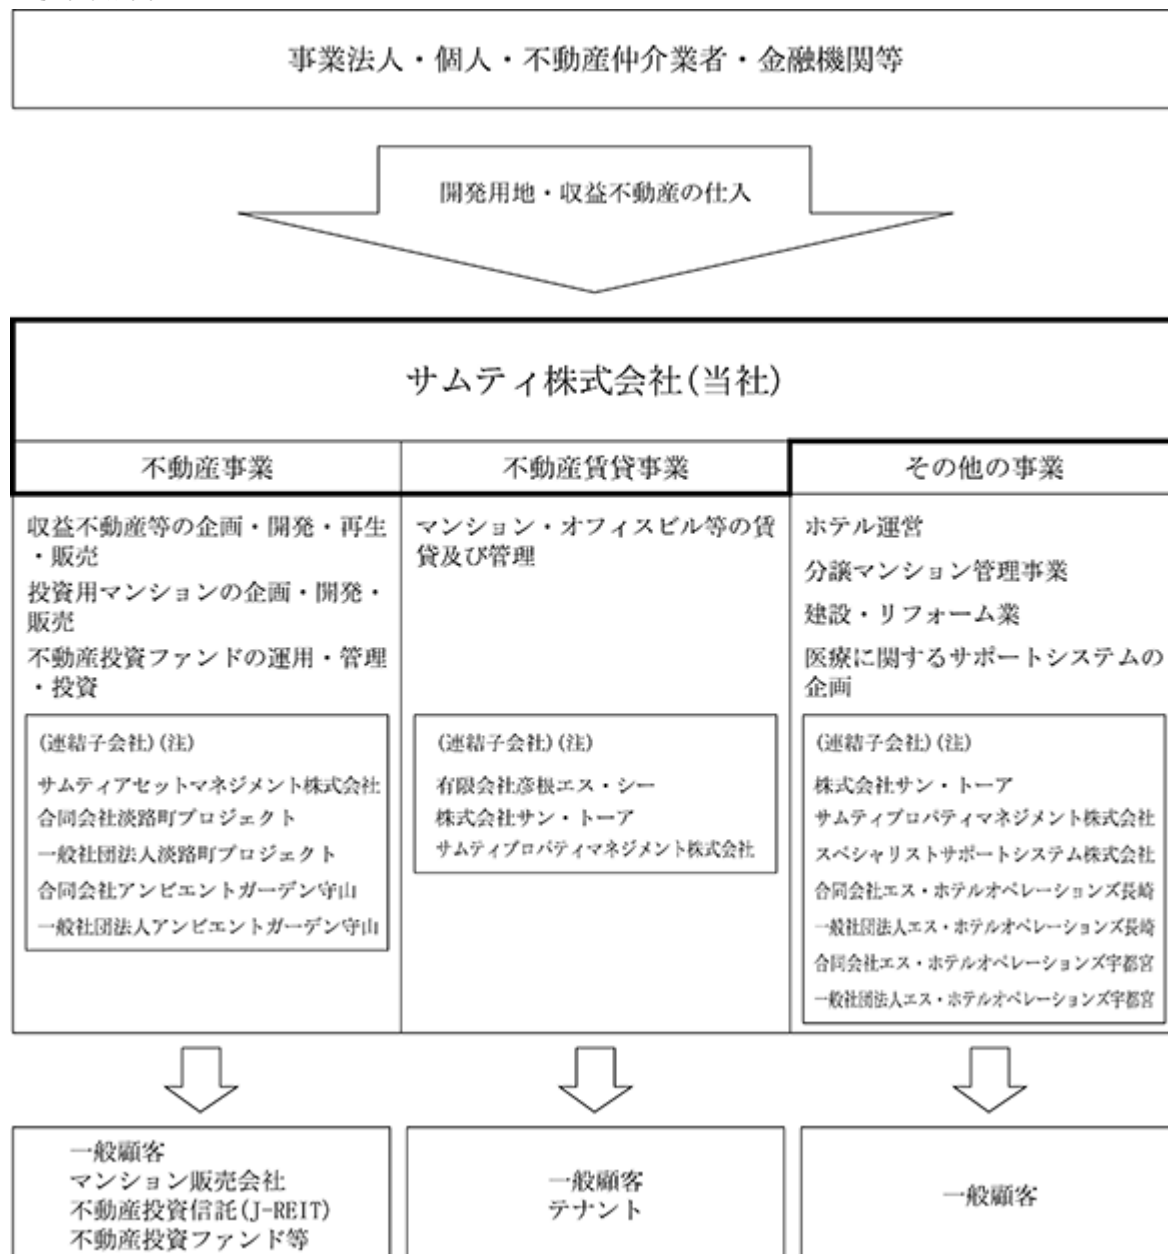 事業法人・個人・不動産仲介業者・金融機関等
開発用地・収益不動産の仕入
サムティ株式会社(当社)
不動産事業
収益不動産等の企画・開発・再生
・販売
投資用マンションの企画・開発・
販売
不動産投資ファンドの運用・管理
・投資
(連結子会社)(注)
サムティアセットマネジメント株式会社
合同会社淡路町プロジェクト
一般社団法人淡路町プロジェクト
合同会社アンビエントガーデン守山
一般社団法人アンビエントガーデン守山
不動産賃貸事業
マンション・オフィスビル等の賃
貸及び管理
(連結子会社)(注)
有限会社彦根エス・シー
株式会社サン・トーア
サムティプロパティマネジメント株式会社
その他の事業
ホテル運営
分譲マンション管理事業
建設・リフォーム業
医療に関するサポートシステムの
企画
(連結子会社)(注)
株式会社サン・トーア
サムティプロパティマネジメント株式会社
スペシャリストサポートシステム株式会社
合同会社エス・ホテルオペレーションズ長崎
一般社団法人エス・ホテルオペレーションズ長崎
合同会社エス・ホテルオペレーションズ宇都宮
一般社団法人エス・ホテルオペレーションズ宇都宮
一般顧客
マンション販売会社
不動産投資信託(J-REIT)
不動産投資ファンド等
一般顧客
テナント
一般顧客